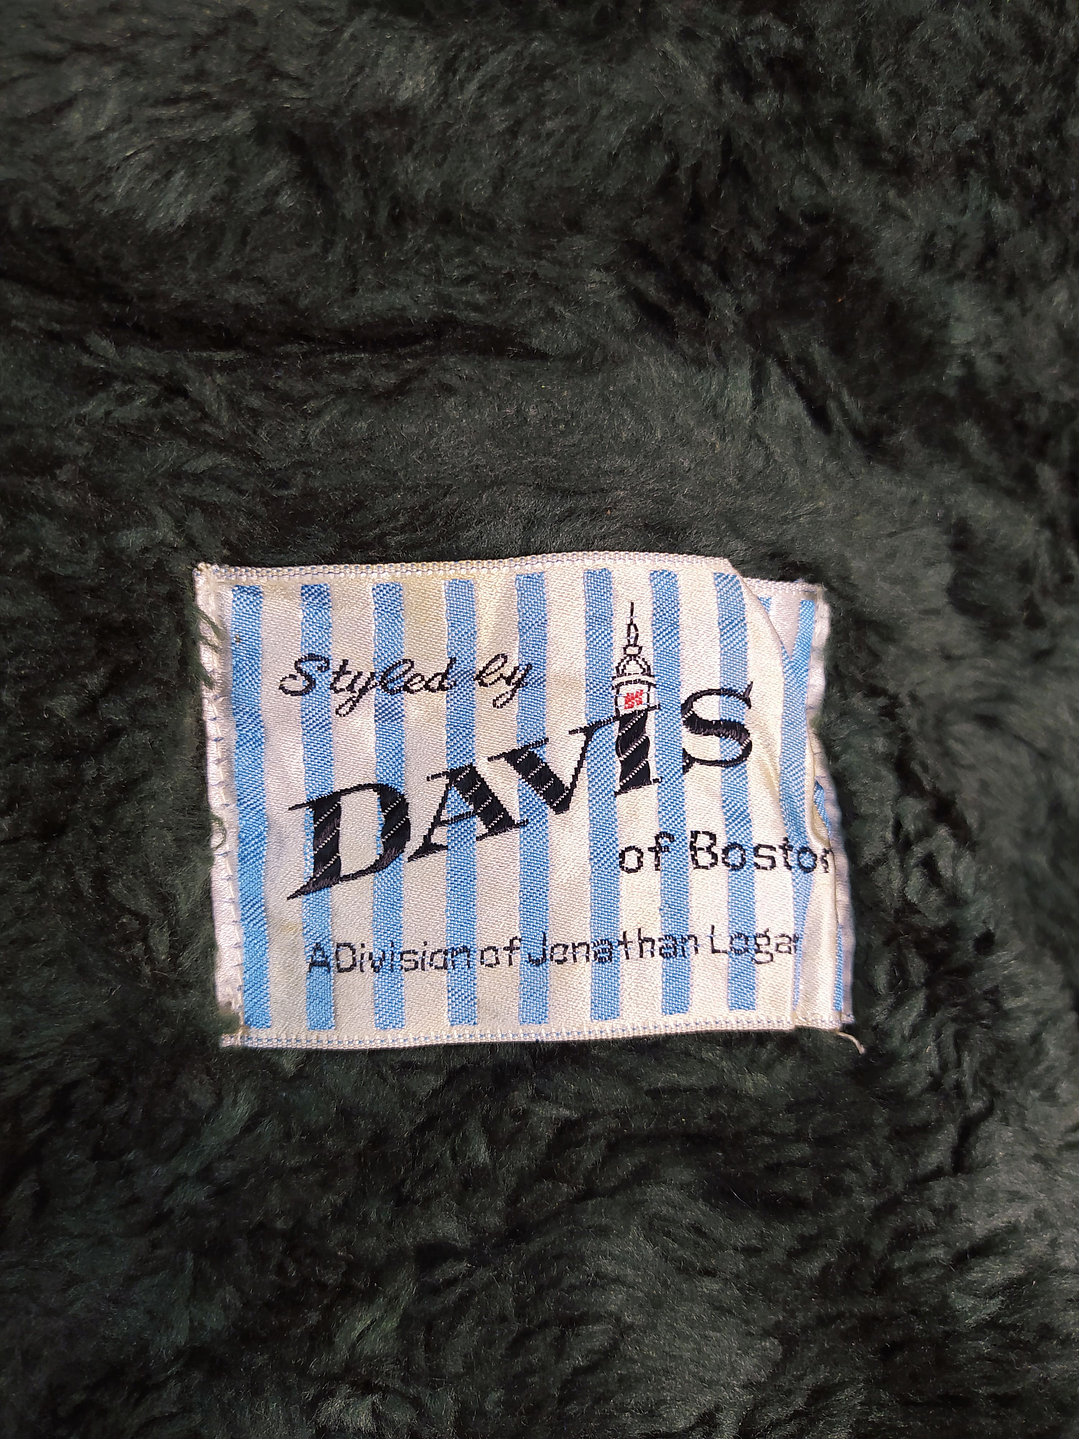 Styled by
DAVIS
of Boston
A Division of Jonathan Logan